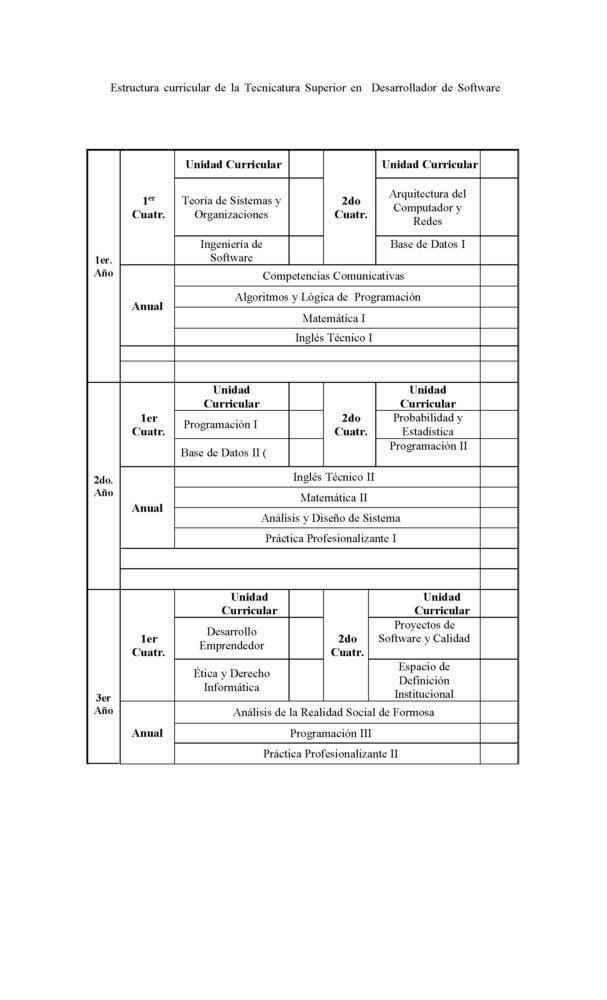 Estructura curricular de la Tecnicatura Superior en Desarrollador de Software
Unidad Curricular
Unidad Curricular
1er
Cuatr.
Teoría de Sistemas y
Organizaciones
2do
Cuatr.
Arquitectura del
Computador y
Redes
Ingeniería de
Software
Base de Datos I
1er.
Año
Anual
Competencias Comunicativas
Algoritmos y Lógica de Programación
Matemática I
Inglés Técnico I
Unidad
Curricular
Unidad
Curricular
1er
Cuatr.
Programación I
2do
Cuatr.
Probabilidad y
Estadística
Base de Datos II (
Programación II
2do.
Año
Anual
Inglés Técnico II
Matemática II
Análisis y Diseño de Sistema
Práctica Profesionalizante I
Unidad
Curricular
Unidad
Curricular
1er
Cuatr.
Desarrollo
Emprendedor
2do
Cuatr.
Proyectos de
Software y Calidad
Ética y Derecho
Informática
Espacio de
Definición
Institucional
3er
Año
Anual
Análisis de la Realidad Social de Formosa
Programación III
Práctica Profesionalizante II